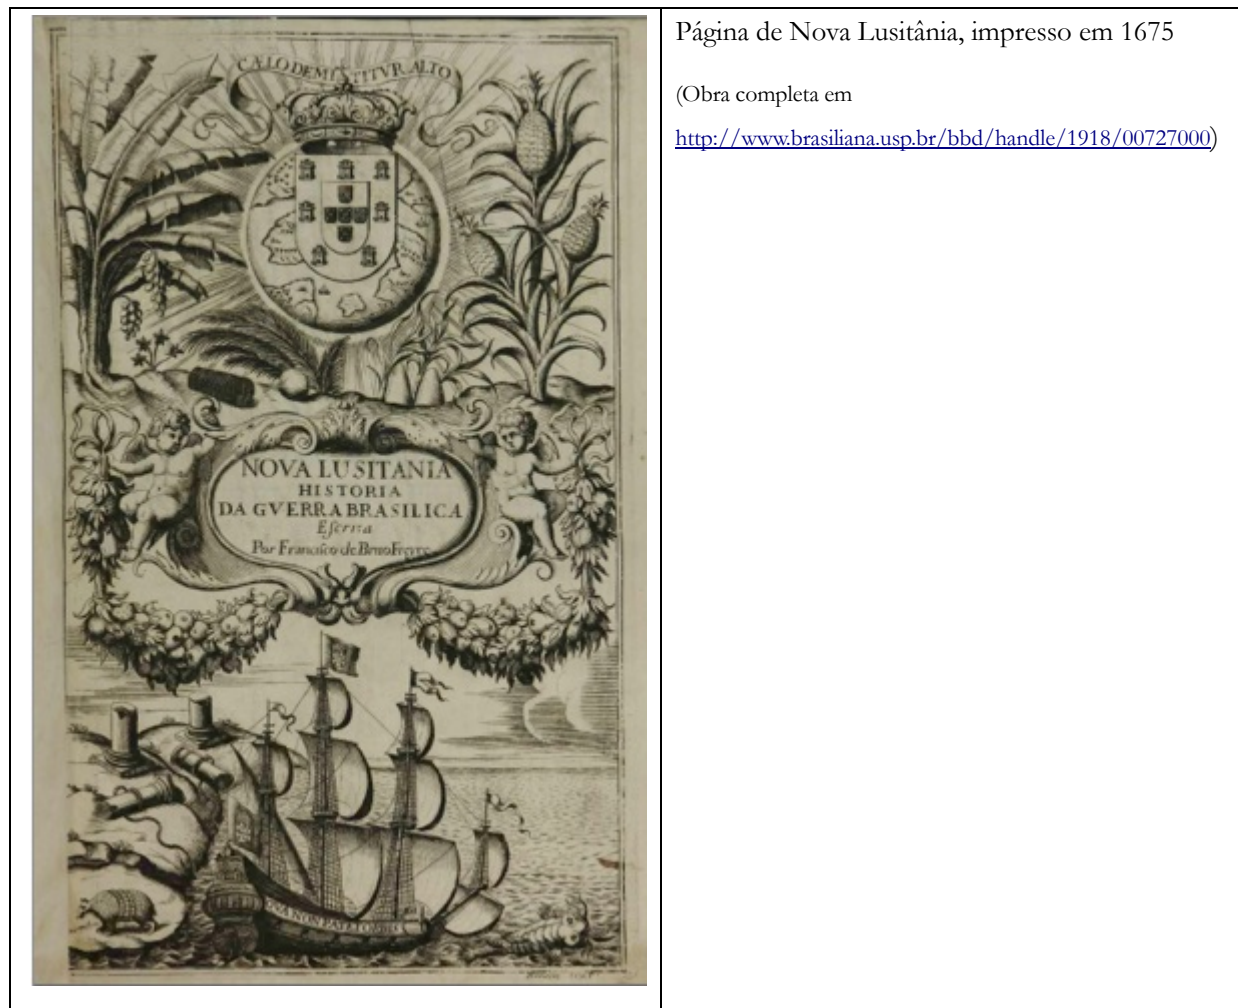 CÆLO DEMITTITVR ALTO
NOVA LUSITANIA
HISTORIA
DA GVERRA BRASILICA
Escrita
Por Francisco de Brito Freyre
NON
Página de Nova Lusitânia, impresso em 1675
(Obra completa em
http://www.brasiliana.usp.br/bbd/handle/1918/00727000)